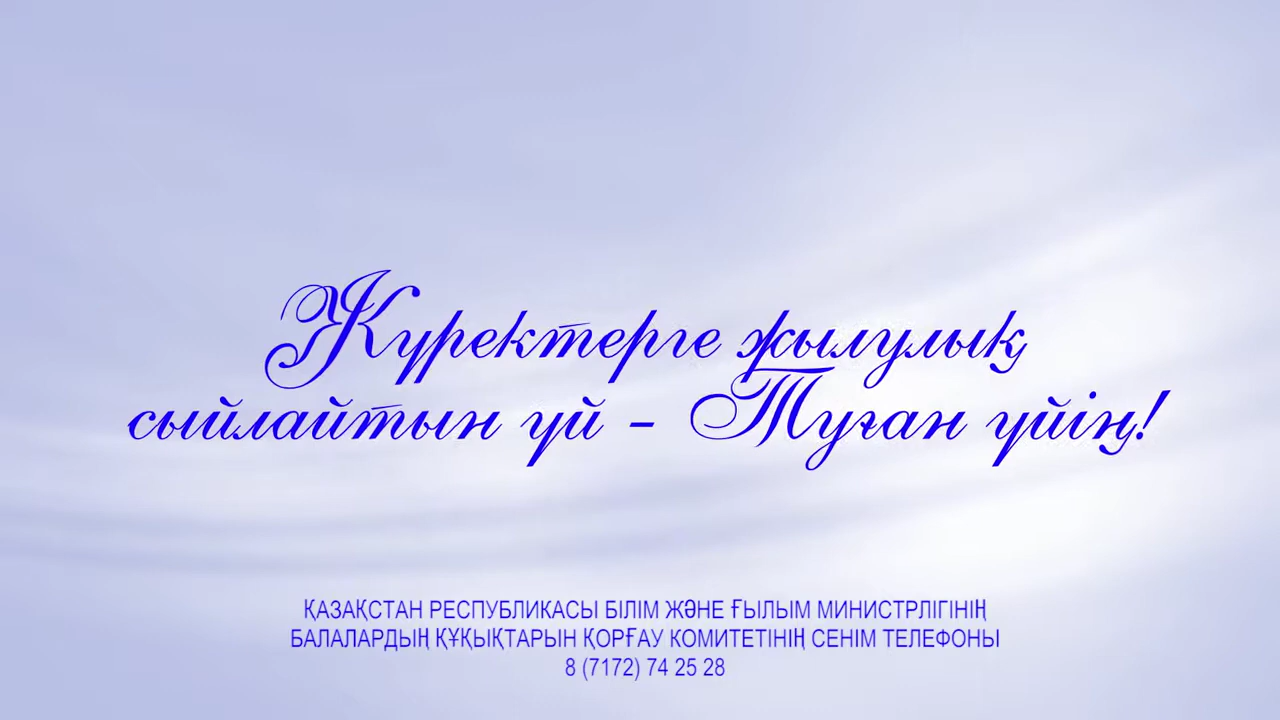 Жүректерге жылулық
сыйлайтын үй – Туған үйің!
ҚАЗАҚСТАН РЕСПУБЛИКАСЫ БІЛІМ ЖӘНЕ ҒЫЛЫМ МИНИСТРЛІГІНІҢ
БАЛАЛАРДЫҢ ҚҰҚЫҚТАРЫН ҚОРҒАУ КОМИТЕТІНІҢ СЕНІМ ТЕЛЕФОНЫ
8 (7172) 74 25 28